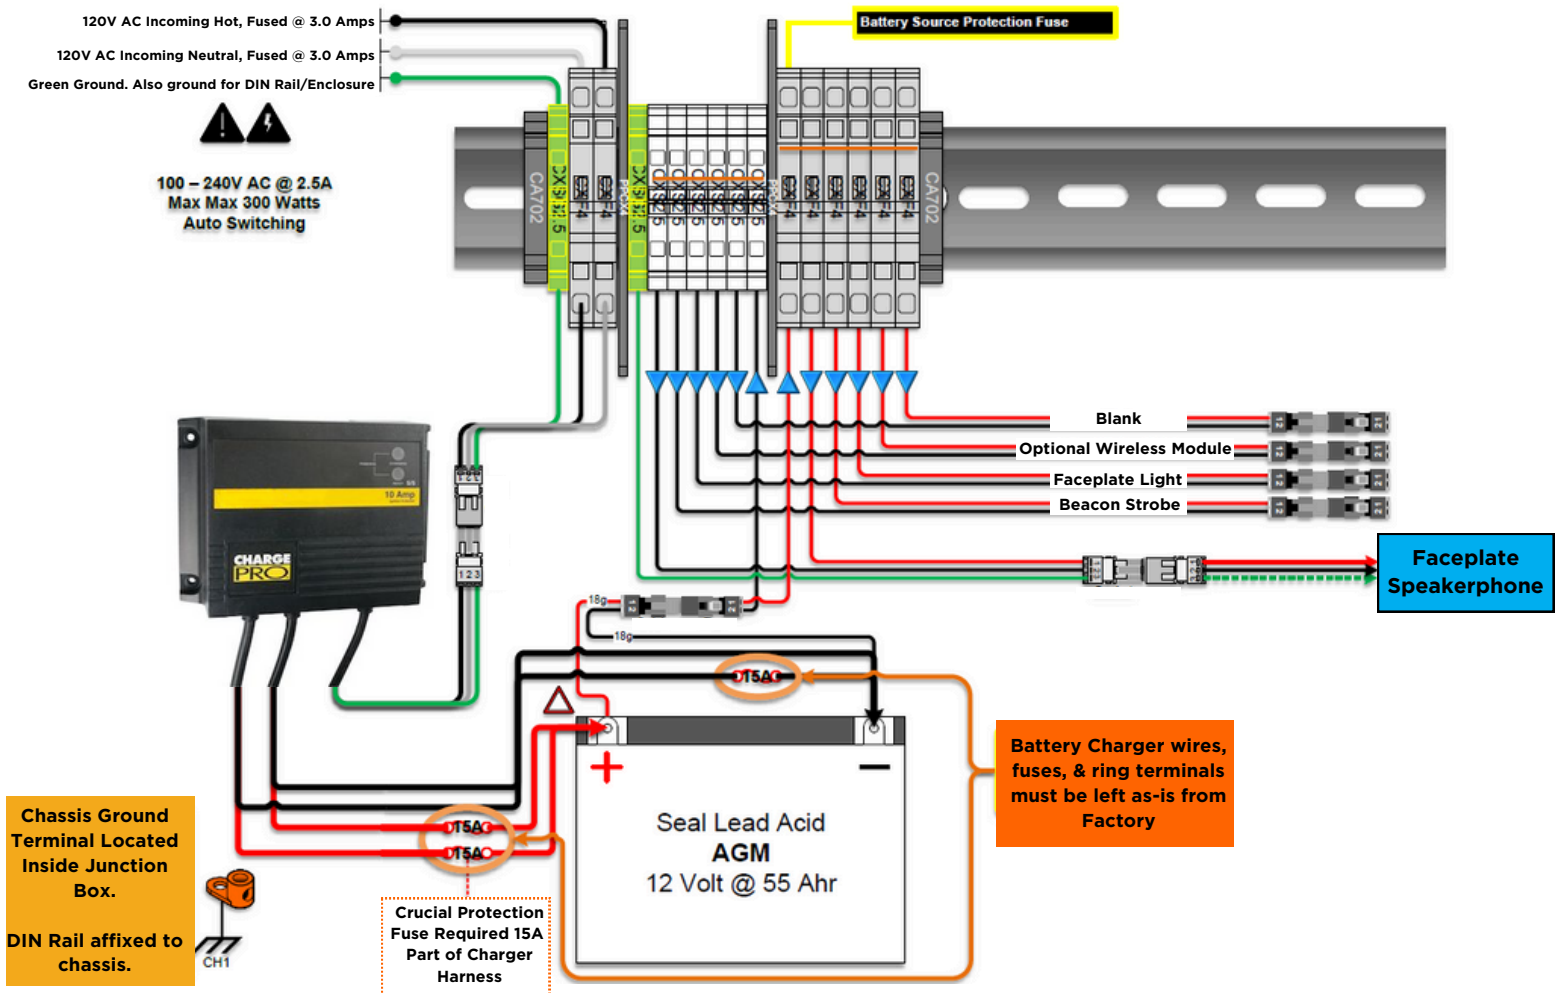 120V AC Incoming Hot, Fused @ 3.0 Amps
120V AC Incoming Neutral, Fused @ 3.0 Amps
Green Ground. Also ground for DIN Rail/Enclosure
100 – 240V AC @ 2.5A
Max Max 300 Watts
Auto Switching
Battery Source Protection Fuse
CA702
PPCX4
PPCX4
CA702
Blank
Optional Wireless Module
Faceplate Light
Beacon Strobe
Faceplate
Speakerphone
10 Amp
CHARGE
PRO
1 2 3
18g
18g
15A
15A
15A
+
−
Seal Lead Acid
AGM
12 Volt @ 55 Ahr
Battery Charger wires,
fuses, & ring terminals
must be left as-is from
Factory
Chassis Ground
Terminal Located
Inside Junction
Box.
DIN Rail affixed to
chassis.
CH1
Crucial Protection
Fuse Required 15A
Part of Charger
Harness